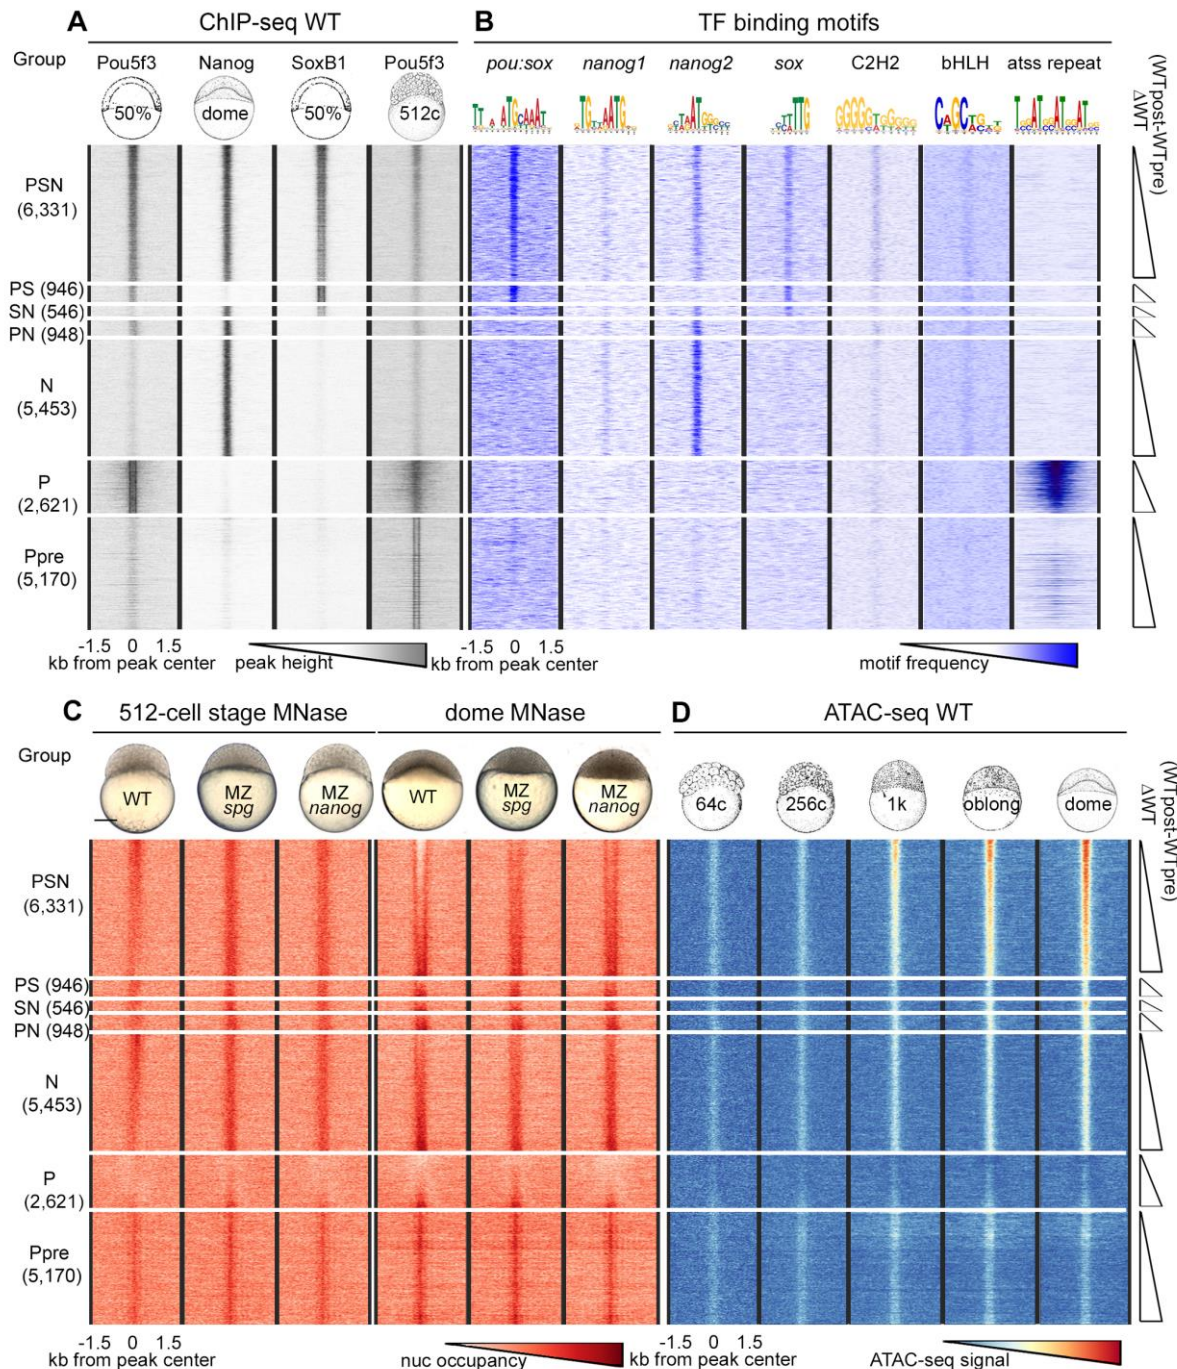 A
ChIP-seq WT
B
TF binding motifs
Group
Pou5f3
Nanog
SoxB1
Pou5f3
50%
dome
50%
512c
pou:sox
nanog1
nanog2
sox
C2H2
bHLH
atss repeat
(WTpost-WTpre)
ΔWT
PSN
(6,331)
PS (946)
SN (546)
PN (948)
N
(5,453)
P
(2,621)
Ppre
(5,170)
-1.5 0 1.5
kb from peak center
peak height
-1.5 0 1.5
kb from peak center
motif frequency
C
512-cell stage MNase
dome MNase
D
ATAC-seq WT
Group
WT
MZ
spg
MZ
nanog
WT
MZ
spg
MZ
nanog
64c
256c
1k
oblong
dome
(WTpost-WTpre)
ΔWT
PSN
(6,331)
PS (946)
SN (546)
PN (948)
N
(5,453)
P
(2,621)
Ppre
(5,170)
-1.5 0 1.5
kb from peak center
nuc occupancy
-1.5 0 1.5
kb from peak center
ATAC-seq signal